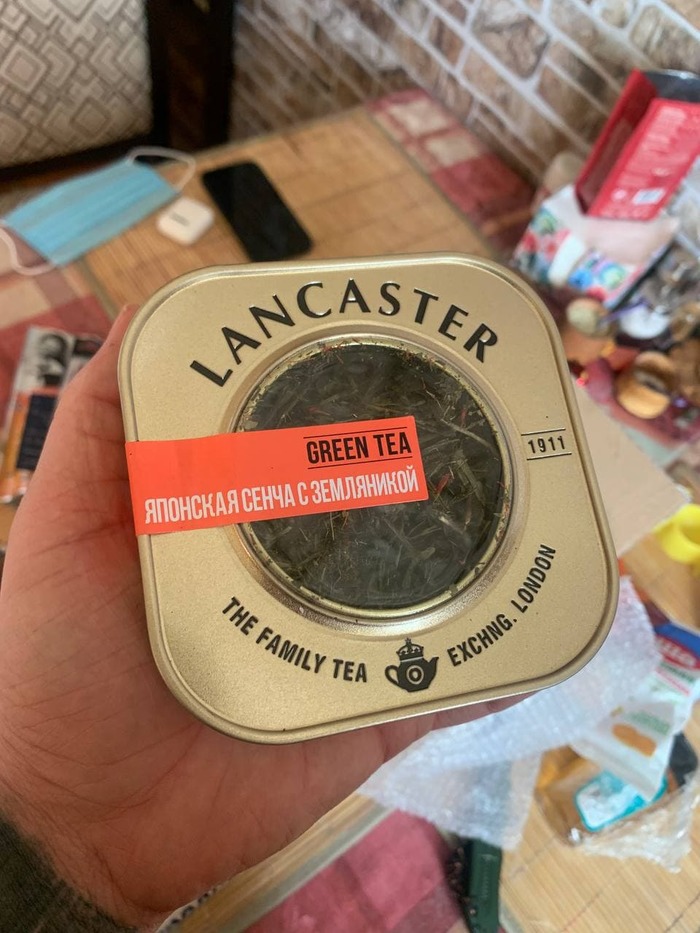 LANCASTER
GREEN TEA
ЯПОНСКАЯ СЕНЧА С ЗЕМЛЯНИКОЙ
1911
THE FAMILY TEA EXCHNG. LONDON